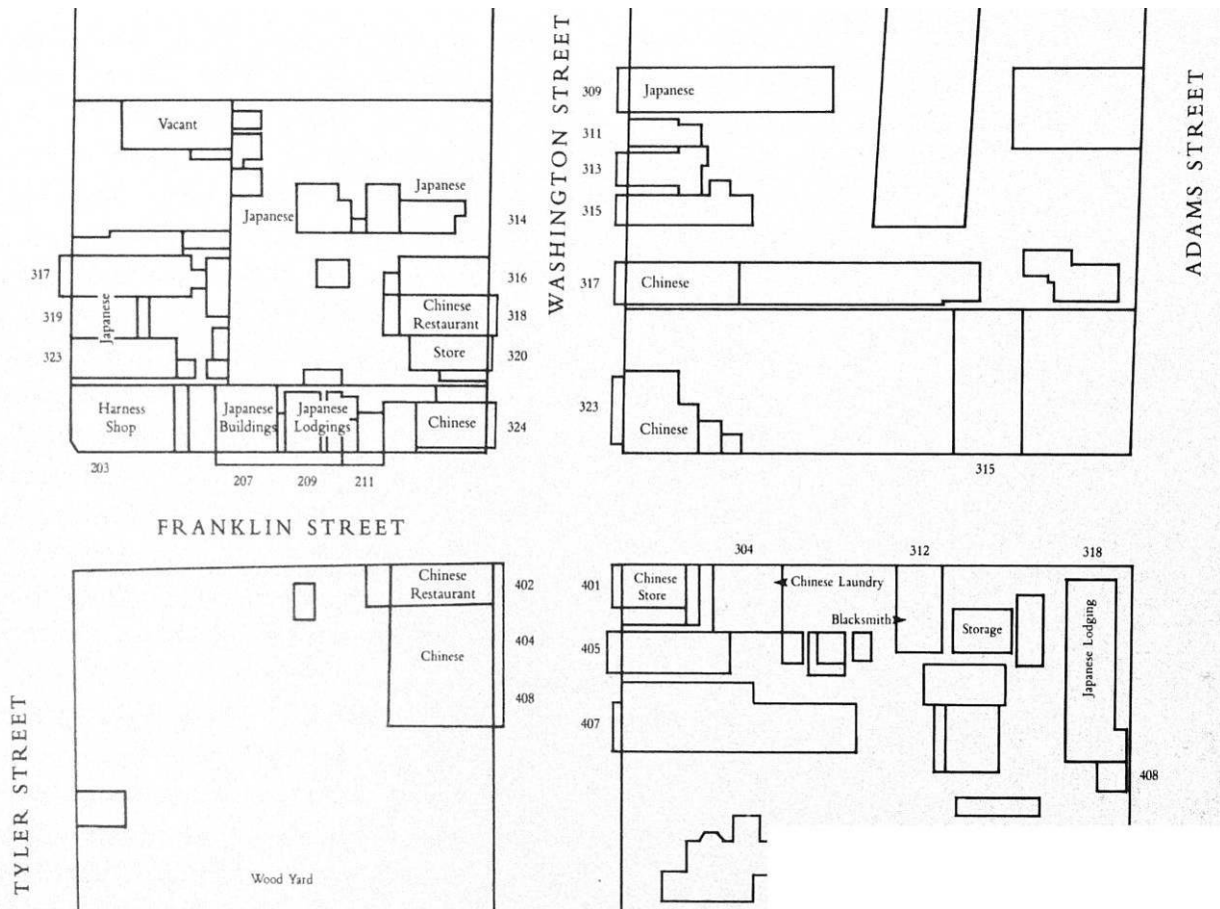 WASHINGTON STREET
ADAMS STREET
309
Japanese
Vacant
311
313
Japanese
Japanese
314
315
317
316
317
Chinese
319
Japanese
Chinese
Restaurant
318
323
Store
320
Harness
Shop
Japanese
Buildings
Japanese
Lodgings
Chinese
324
323
Chinese
203
207
209
211
315
FRANKLIN STREET
304
312
318
Chinese
Restaurant
402
401
Chinese
Store
Chinese Laundry
Blacksmith
Storage
Japanese Lodging
404
Chinese
405
408
407
408
TYLER STREET
Wood Yard